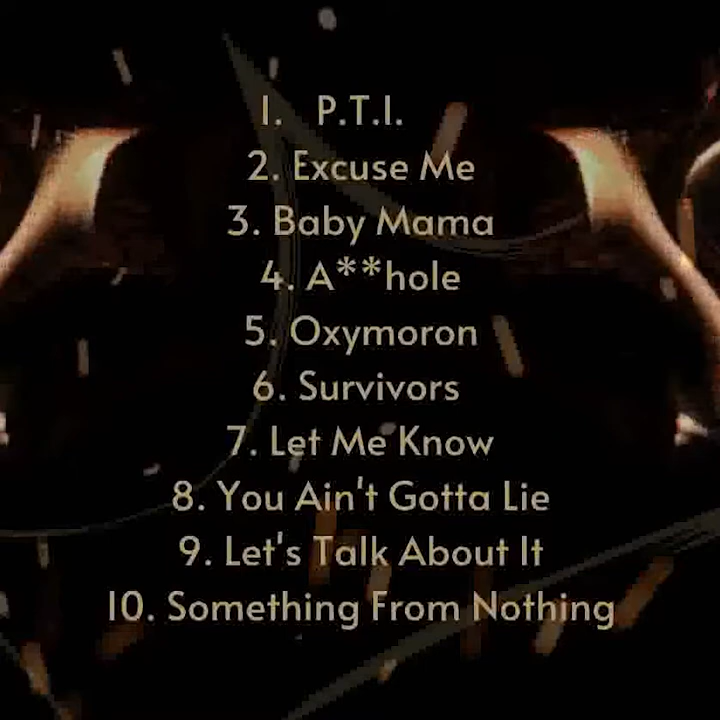 1. P.T.I.
2. Excuse Me
3. Baby Mama
4. A**hole
5. Oxymoron
6. Survivors
7. Let Me Know
8. You Ain't Gotta Lie
9. Let's Talk About It
10. Something From Nothing